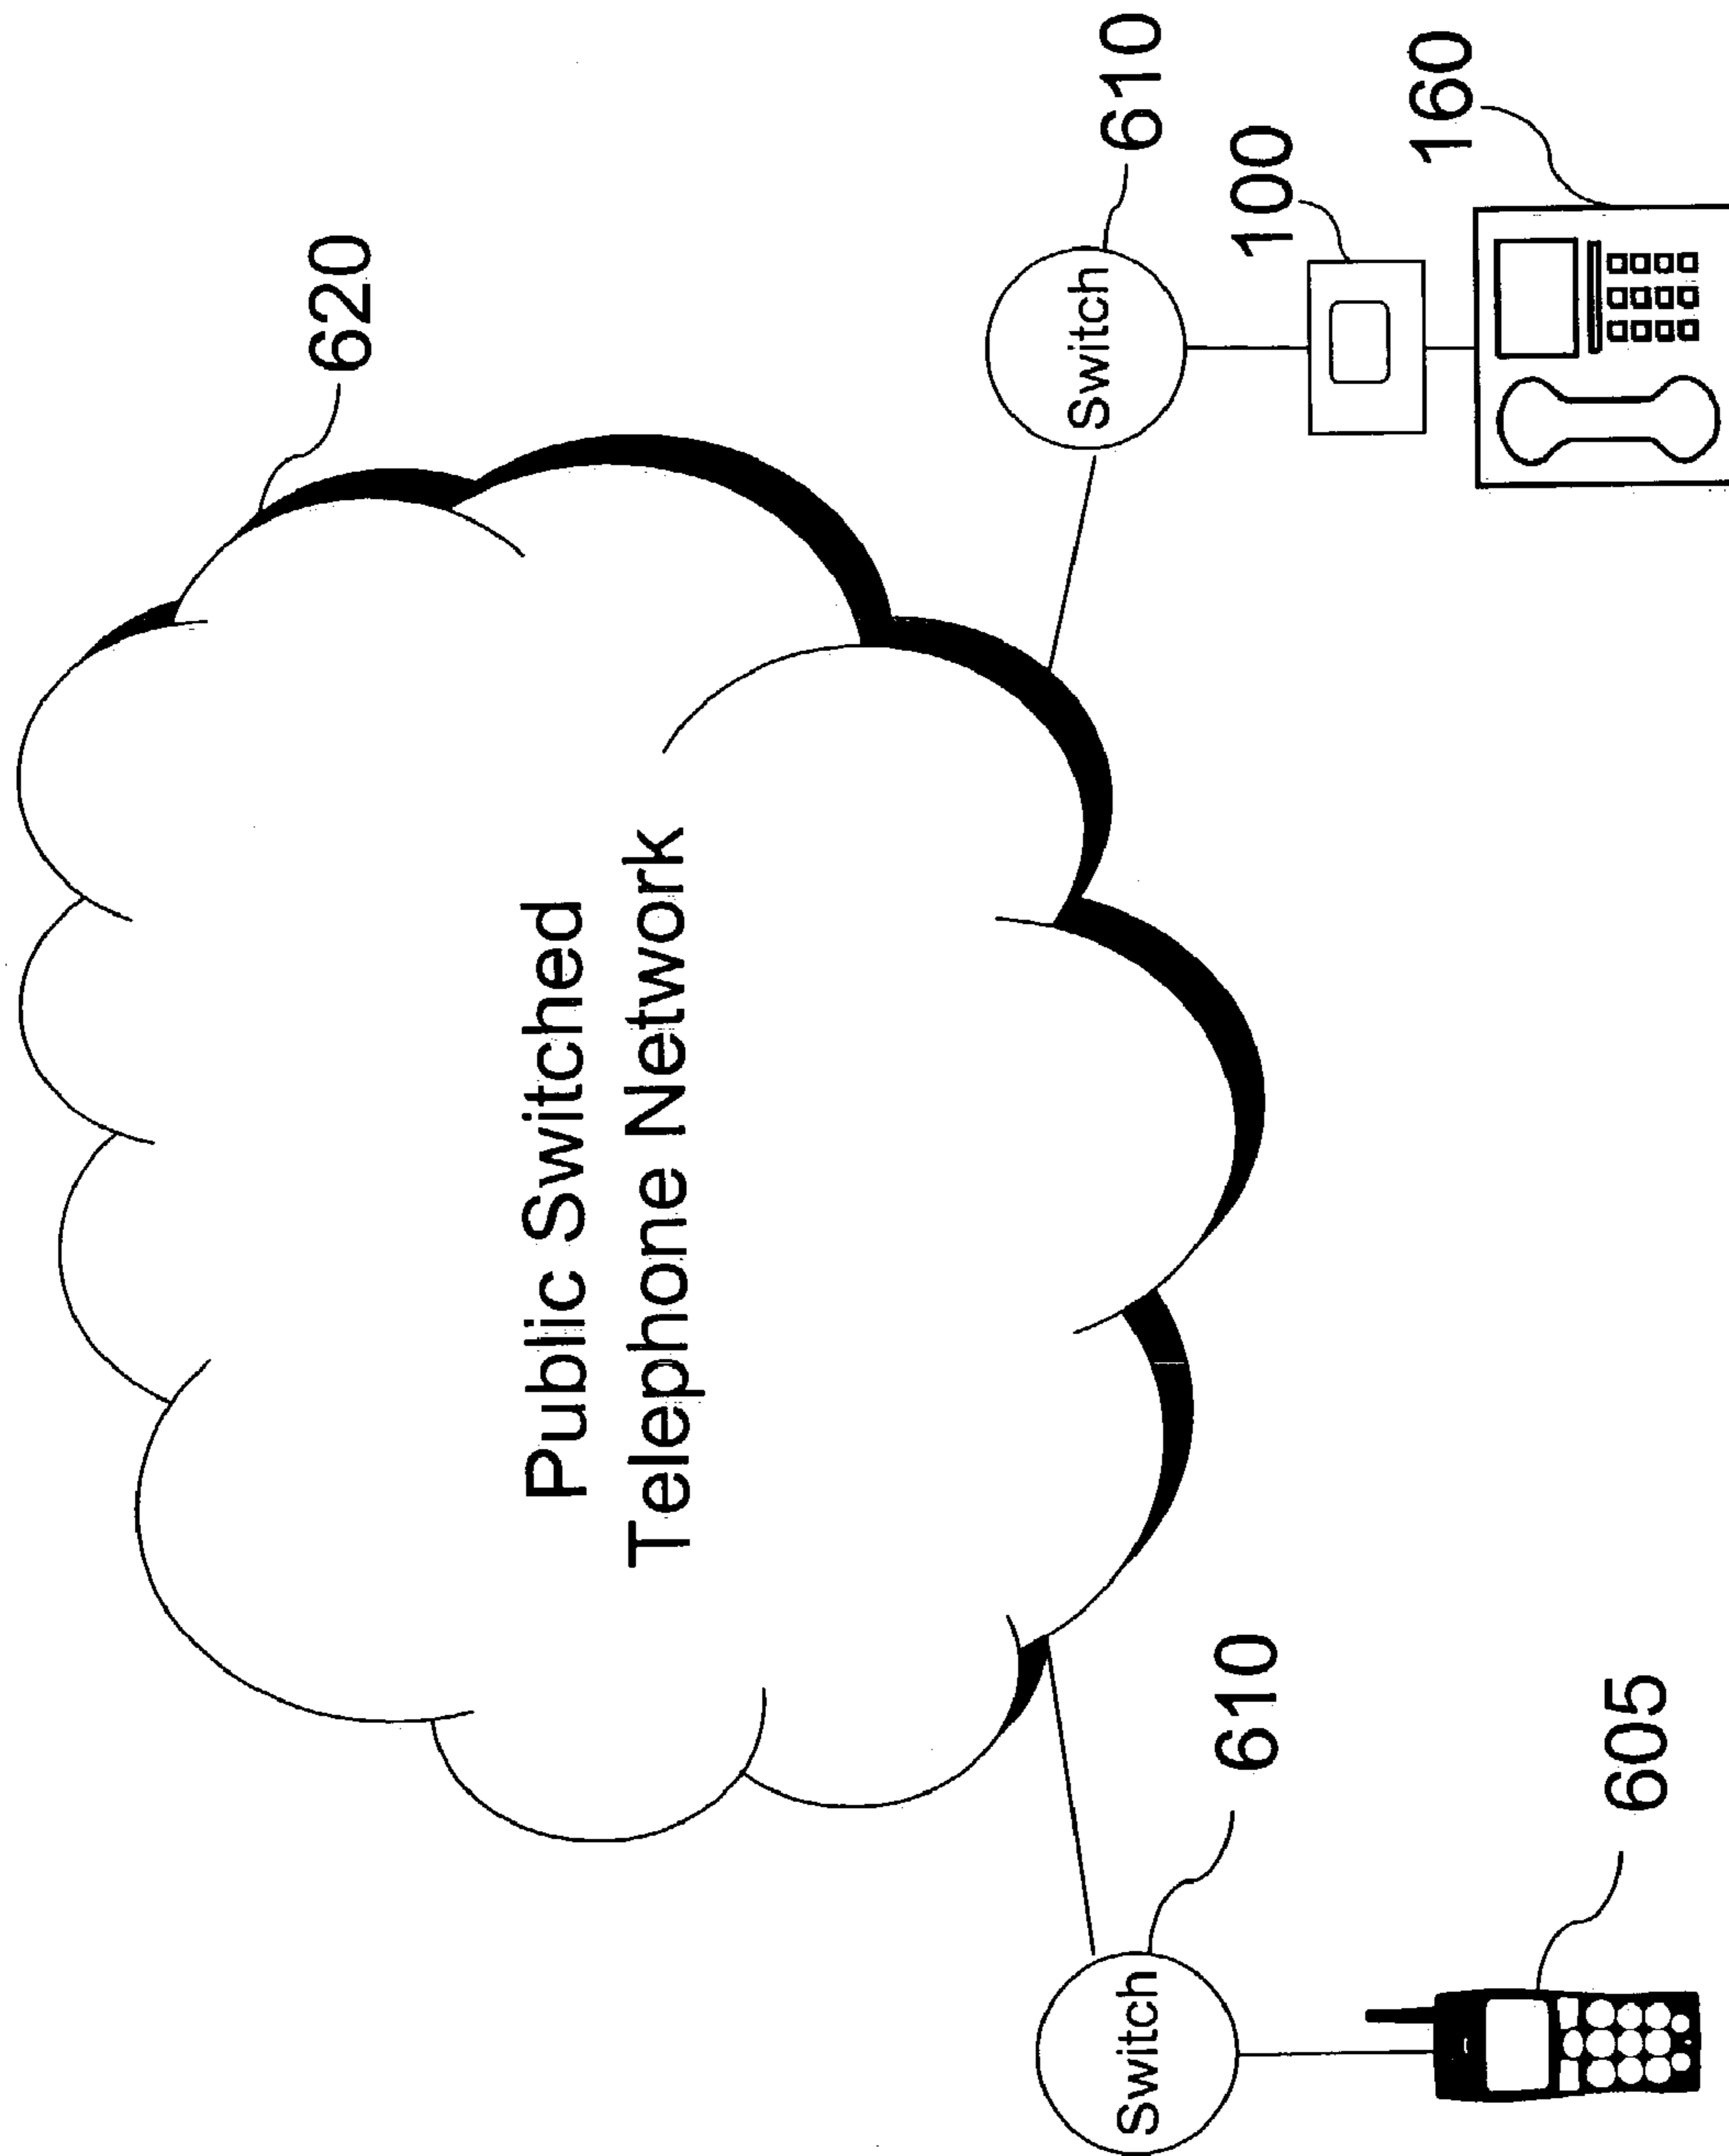 620
Public Switched
Telephone Network
Switch
610
Switch
610
100
605
160